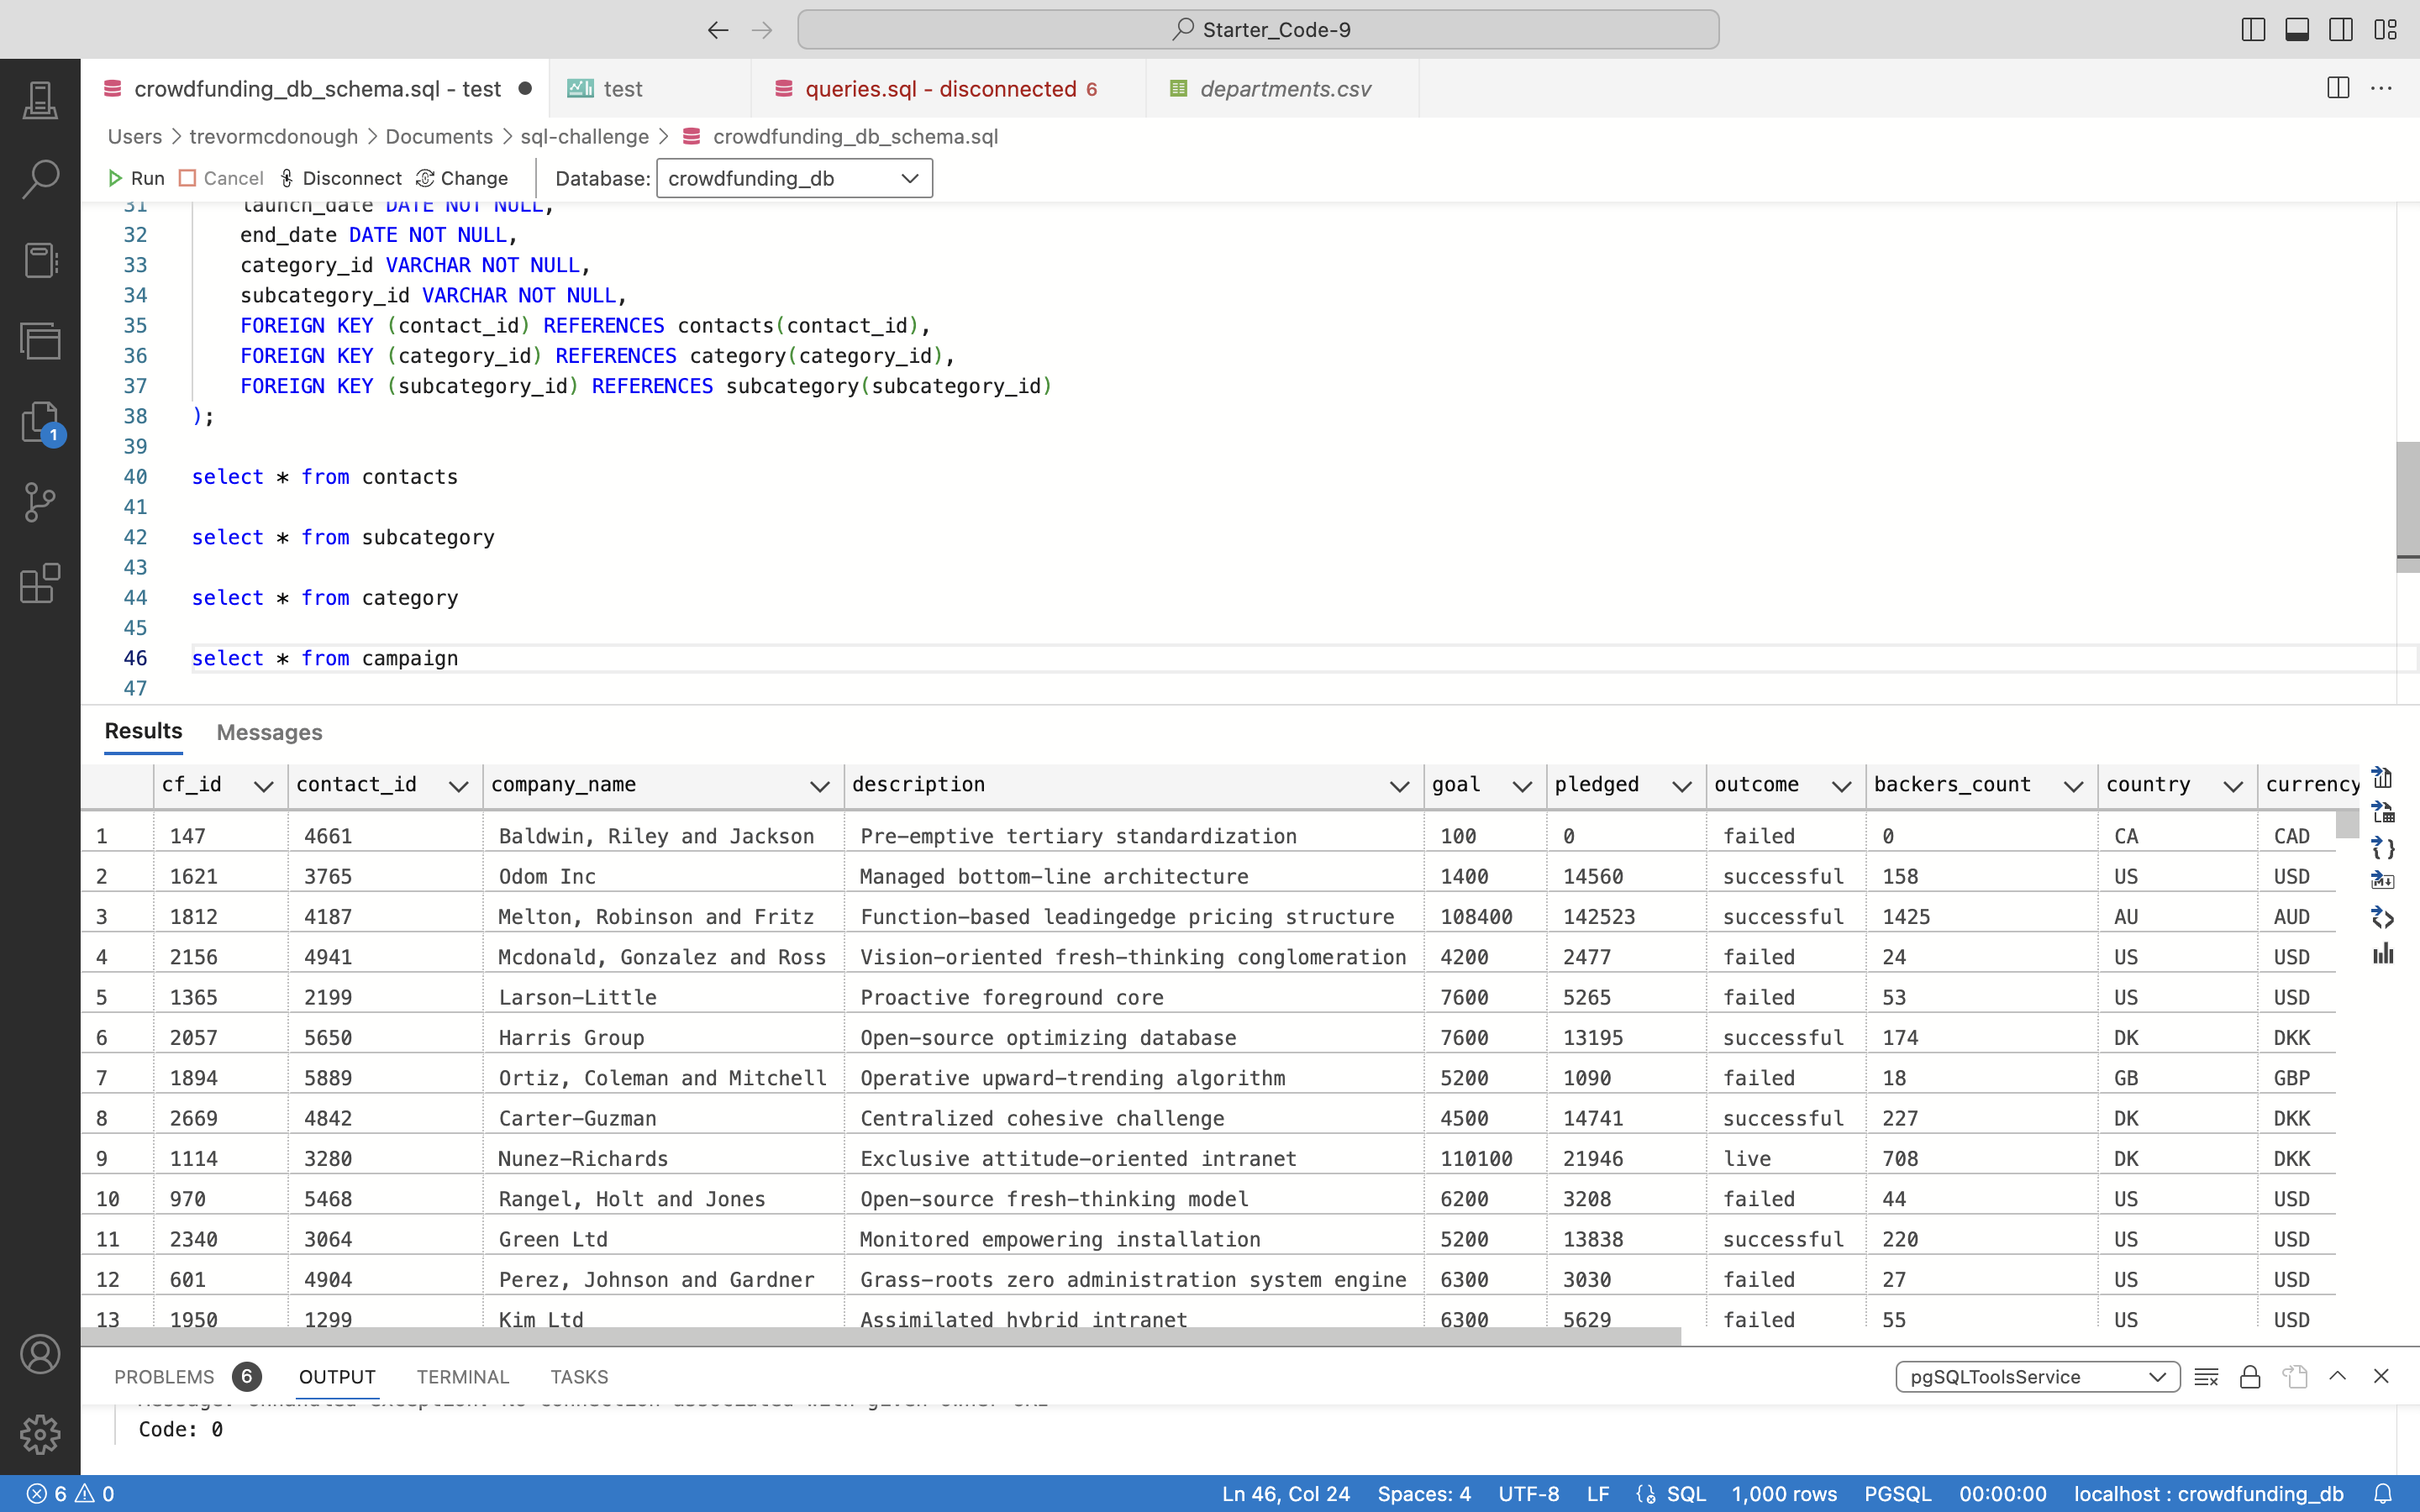 Starter_Code-9
crowdfunding_db_schema.sql - test
test
queries.sql - disconnected 6
departments.csv
Users > trevormcdonough > Documents > sql-challenge > crowdfunding_db_schema.sql
Run Cancel Disconnect Change Database: crowdfunding_db
31 launch_date DATE NOT NULL,
32 end_date DATE NOT NULL,
33 category_id VARCHAR NOT NULL,
34 subcategory_id VARCHAR NOT NULL,
35 FOREIGN KEY (contact_id) REFERENCES contacts(contact_id),
36 FOREIGN KEY (category_id) REFERENCES category(category_id),
37 FOREIGN KEY (subcategory_id) REFERENCES subcategory(subcategory_id)
38 );
39
40 select * from contacts
41
42 select * from subcategory
43
44 select * from category
45
46 select * from campaign
47
1
Results Messages
cf_id contact_id company_name description goal pledged outcome backers_count country currency
1 147 4661 Baldwin, Riley and Jackson Pre-emptive tertiary standardization 100 0 failed 0 CA CAD
2 1621 3765 Odom Inc Managed bottom-line architecture 1400 14560 successful 158 US USD
3 1812 4187 Melton, Robinson and Fritz Function-based leadingedge pricing structure 108400 142523 successful 1425 AU AUD
4 2156 4941 Mcdonald, Gonzalez and Ross Vision-oriented fresh-thinking conglomeration 4200 2477 failed 24 US USD
5 1365 2199 Larson-Little Proactive foreground core 7600 5265 failed 53 US USD
6 2057 5650 Harris Group Open-source optimizing database 7600 13195 successful 174 DK DKK
7 1894 5889 Ortiz, Coleman and Mitchell Operative upward-trending algorithm 5200 1090 failed 18 GB GBP
8 2669 4842 Carter-Guzman Centralized cohesive challenge 4500 14741 successful 227 DK DKK
9 1114 3280 Nunez-Richards Exclusive attitude-oriented intranet 110100 21946 live 708 DK DKK
10 970 5468 Rangel, Holt and Jones Open-source fresh-thinking model 6200 3208 failed 44 US USD
11 2340 3064 Green Ltd Monitored empowering installation 5200 13838 successful 220 US USD
12 601 4904 Perez, Johnson and Gardner Grass-roots zero administration system engine 6300 3030 failed 27 US USD
13 1950 1299 Kim Ltd Assimilated hybrid intranet 6300 5629 failed 55 US USD
PROBLEMS 6 OUTPUT TERMINAL TASKS pgSQLToolsService
Code: 0
6 0 Ln 46, Col 24 Spaces: 4 UTF-8 LF SQL 1,000 rows PGSQL 00:00:00 localhost : crowdfunding_db